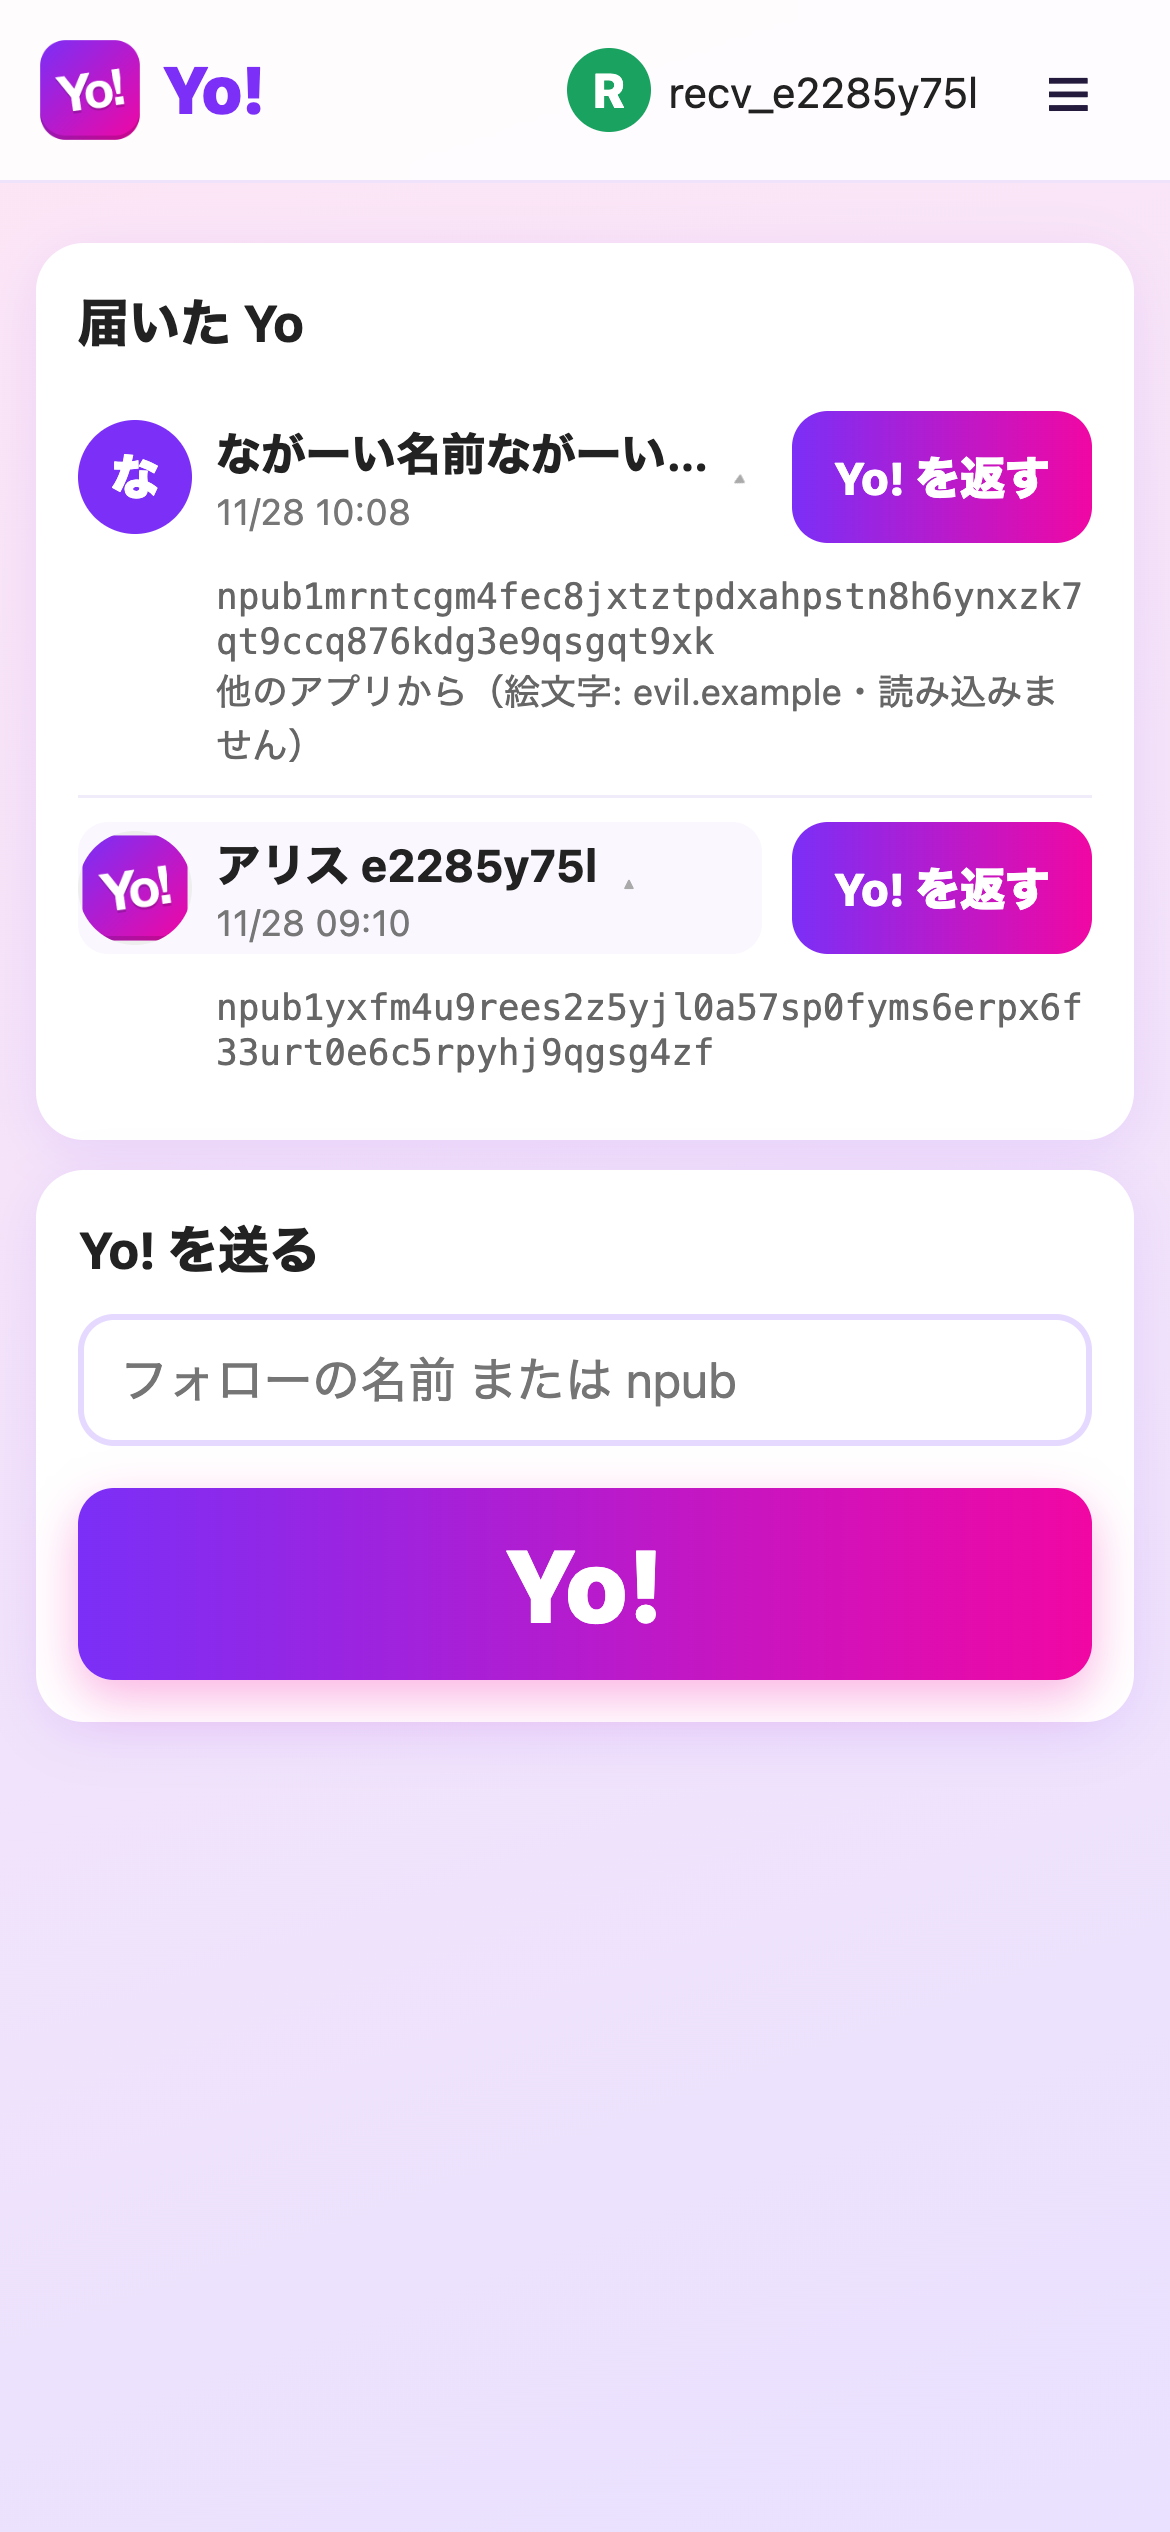 Yo! Yo! R recv_e2285y75l
届いた Yo
な ながーい名前ながーい... Yo! を返す
11/28 10:08
npub1mrntcgm4fec8jxtztpdxahpstn8h6ynxzk7
qt9ccq876kdg3e9qsgqt9xk
他のアプリから（絵文字: evil.example・読み込みま
せん）
Yo! アリス e2285y75l Yo! を返す
11/28 09:10
npub1yxfm4u9rees2z5yjl0a57sp0fyms6erpx6f
33urt0e6c5rpyhj9qgsg4zf
Yo! を送る
フォローの名前 または npub
Yo!